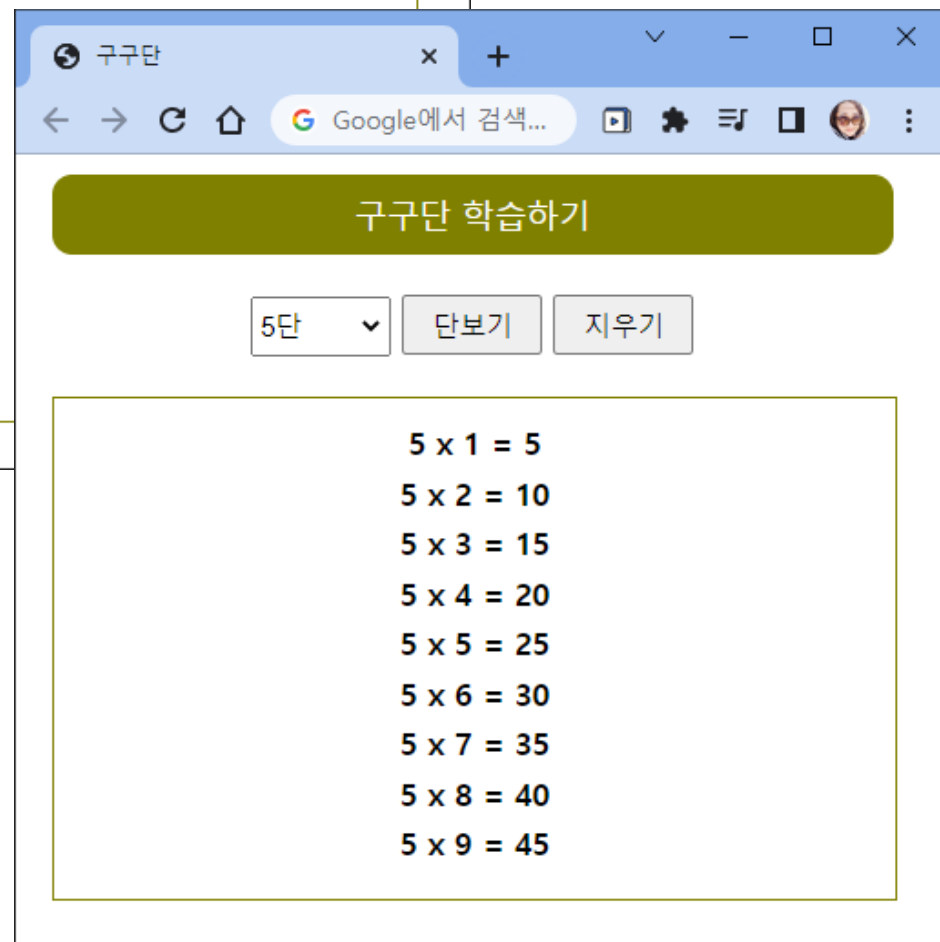 구구단
Google에서 검색...
구구단 학습하기
5단 단보기 지우기
5 x 1 = 5
5 x 2 = 10
5 x 3 = 15
5 x 4 = 20
5 x 5 = 25
5 x 6 = 30
5 x 7 = 35
5 x 8 = 40
5 x 9 = 45